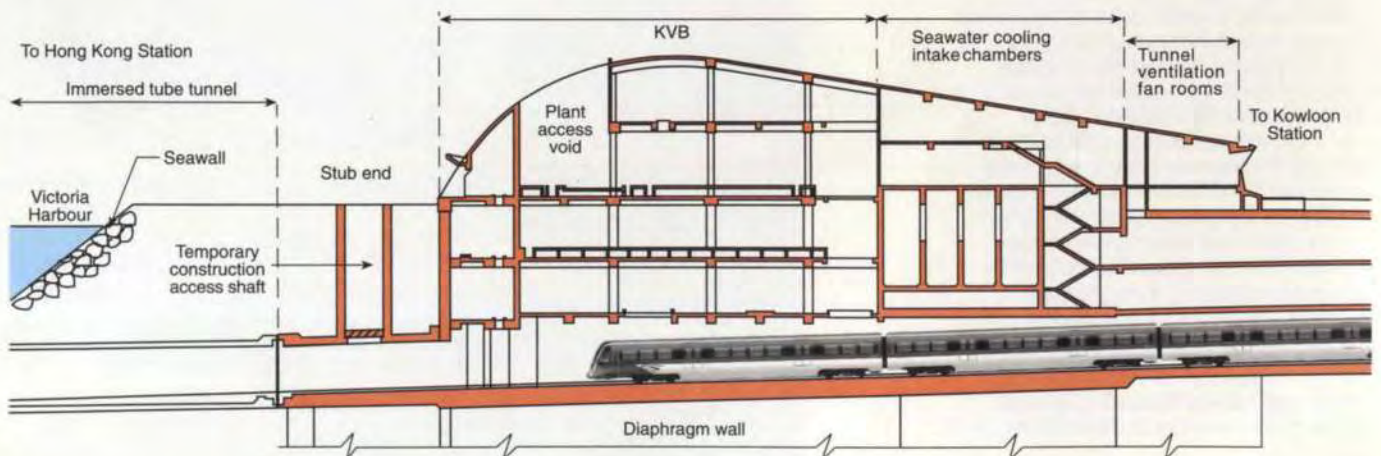 To Hong Kong Station
Immersed tube tunnel
Seawall
Victoria
Harbour
Stub end
Temporary
construction
access shaft
KVB
Plant
access
void
Seawater cooling
intake chambers
Tunnel
ventilation
fan rooms
To Kowloon
Station
Diaphragm wall